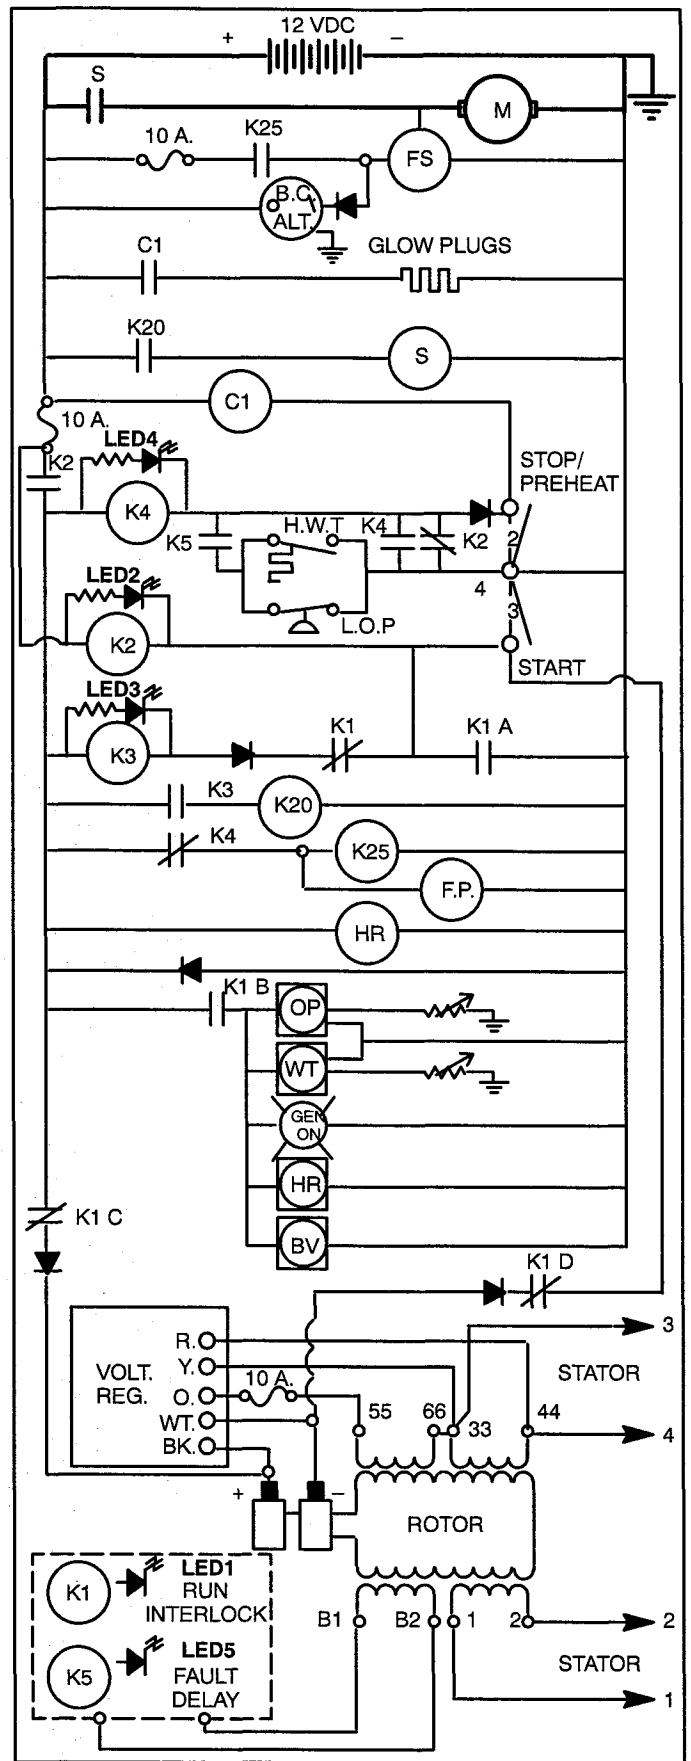 12 VDC
+ −
S
M
10 A.
K25
FS
B.C.
ALT.
C1
GLOW PLUGS
K20
S
C1
10 A.
LED4
K2
STOP/
PREHEAT
K4
H.W.T
K4
K5
K2
2
LED2
4
3
L.O.P
K2
START
LED3
K1
K1 A
K3
K3
K20
K4
K25
F.P.
HR
K1 B
OP
WT
GEN
ON
HR
K1 C
BV
K1 D
3
R.
VOLT.
REG.
Y.
STATOR
10 A.
O.
55
66
33
44
WT.
4
BK.
+ −
ROTOR
LED1
K1
RUN
INTERLOCK
B1
B2
1
2
2
LED5
K5
FAULT
DELAY
STATOR
1